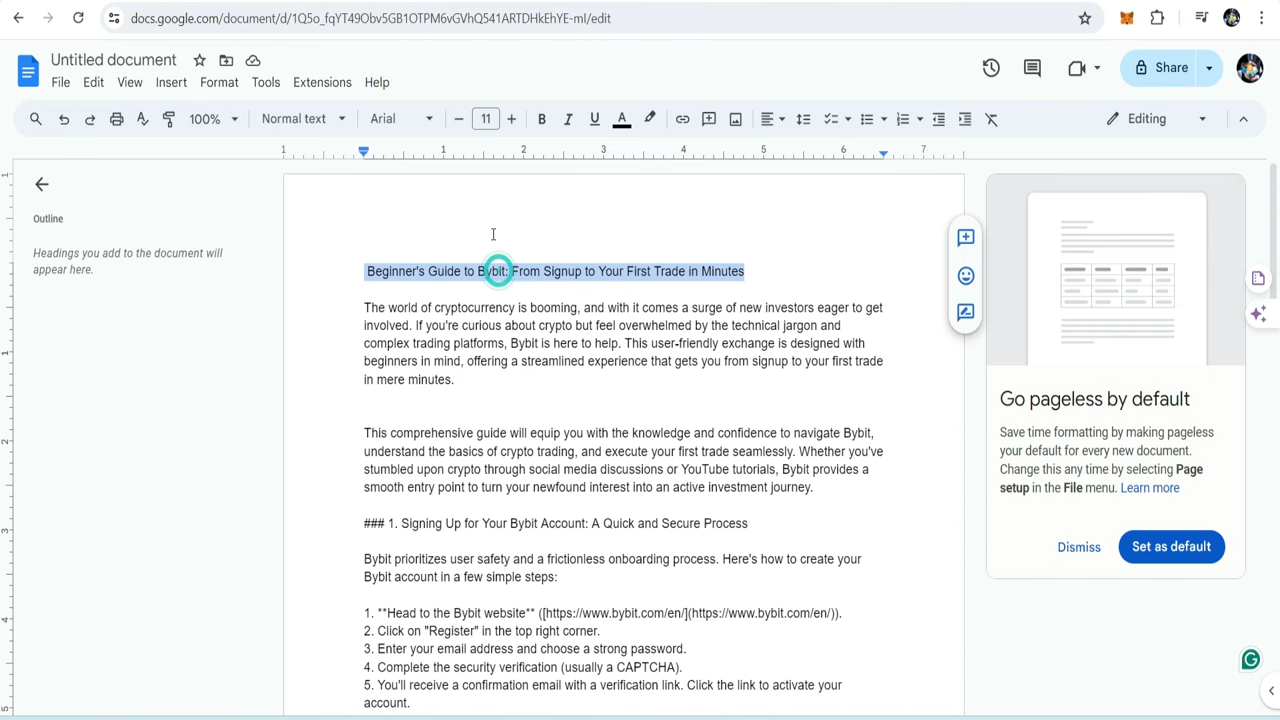 docs.google.com/document/d/1Q5o_fqYT49Obv5GB1OTPM6vGVhQ541ARTDHkEhYE-mI/edit
Untitled document
File Edit View Insert Format Tools Extensions Help
Share
100% Normal text Arial 11 Editing
1 1 2 3 4 5 6 7
1
1
2
3
4
5
Outline
Headings you add to the document will
appear here.
Beginner's Guide to Bybit: From Signup to Your First Trade in Minutes
The world of cryptocurrency is booming, and with it comes a surge of new investors eager to get
involved. If you're curious about crypto but feel overwhelmed by the technical jargon and
complex trading platforms, Bybit is here to help. This user-friendly exchange is designed with
beginners in mind, offering a streamlined experience that gets you from signup to your first trade
in mere minutes.
This comprehensive guide will equip you with the knowledge and confidence to navigate Bybit,
understand the basics of crypto trading, and execute your first trade seamlessly. Whether you've
stumbled upon crypto through social media discussions or YouTube tutorials, Bybit provides a
smooth entry point to turn your newfound interest into an active investment journey.
### 1. Signing Up for Your Bybit Account: A Quick and Secure Process
Bybit prioritizes user safety and a frictionless onboarding process. Here's how to create your
Bybit account in a few simple steps:
1. **Head to the Bybit website** ([https://www.bybit.com/en/](https://www.bybit.com/en/)).
2. Click on "Register" in the top right corner.
3. Enter your email address and choose a strong password.
4. Complete the security verification (usually a CAPTCHA).
5. You'll receive a confirmation email with a verification link. Click the link to activate your
account.
Go pageless by default
Save time formatting by making pageless
your default for every new document.
Change this any time by selecting Page
setup in the File menu. Learn more
Dismiss
Set as default